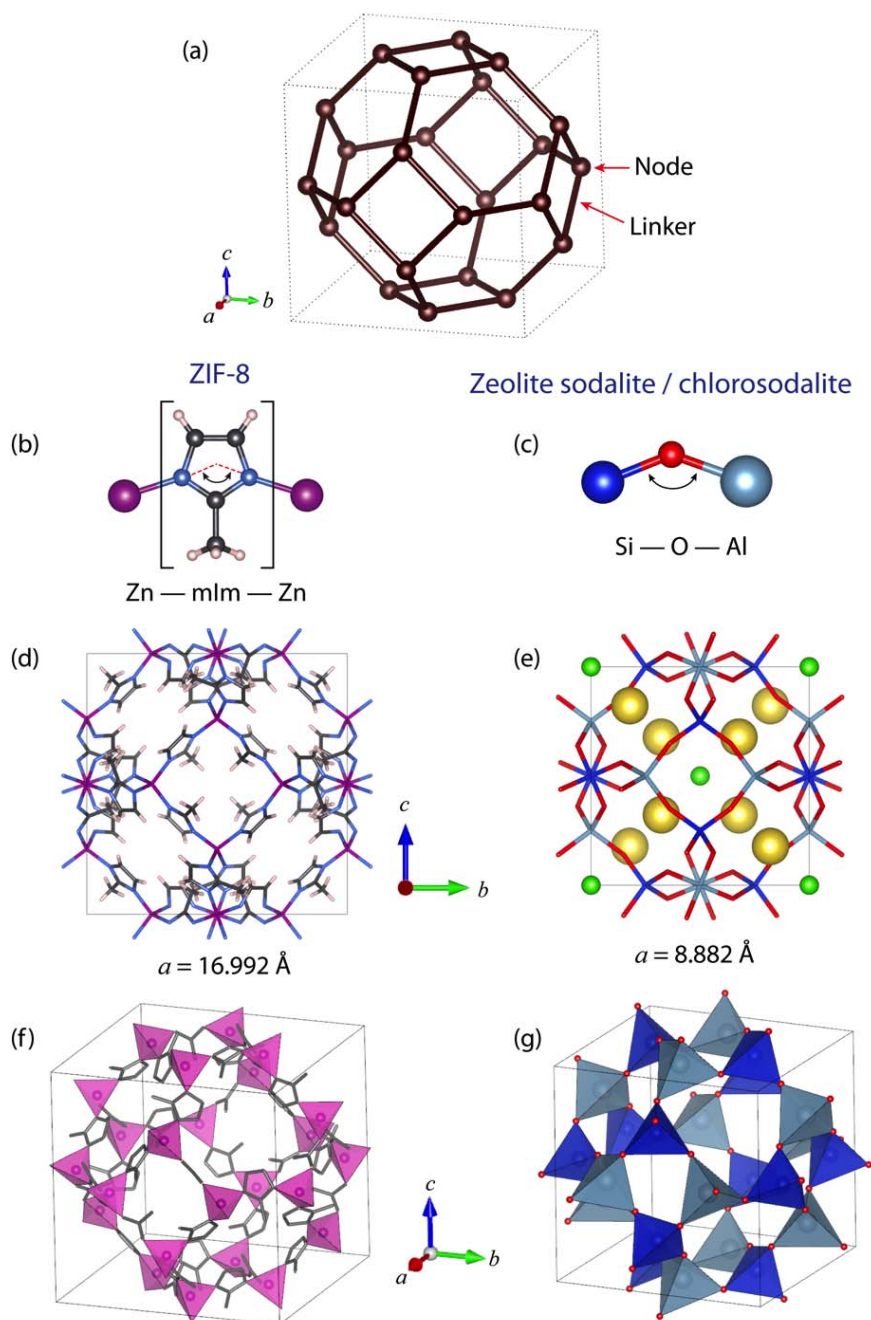 (a)
Node
Linker
c
a
b
ZIF-8
Zeolite sodalite / chlorosodalite
(b)
(c)
Si — O — Al
Zn — mIm — Zn
(d)
(e)
c
b
a = 16.992 Å
a = 8.882 Å
(f)
(g)
c
a
b